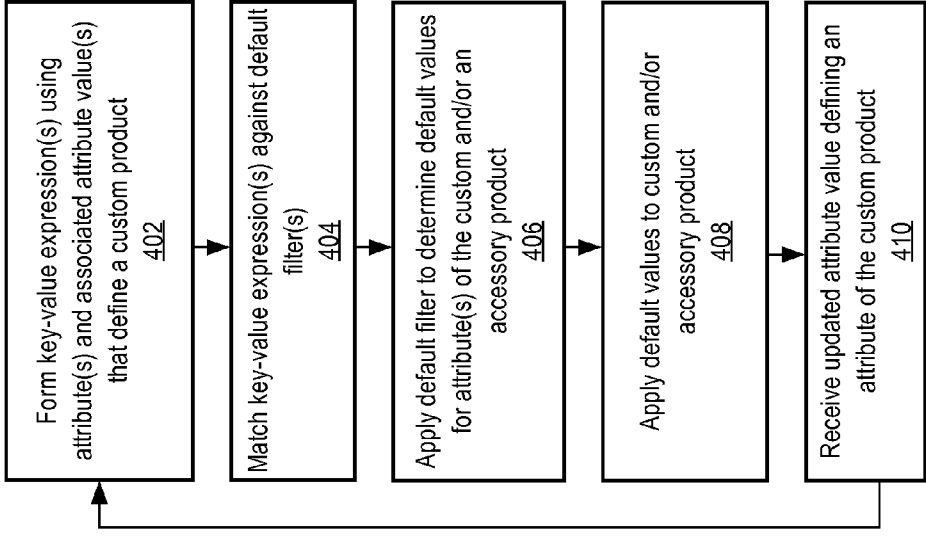 Form key-value expression(s) using
attribute(s) and associated attribute value(s)
that define a custom product
402
Match key-value expression(s) against default
filter(s)
404
Apply default filter to determine default values
for attribute(s) of the custom and/or an
accessory product
406
Apply default values to custom and/or
accessory product
408
Receive updated attribute value defining an
attribute of the custom product
410